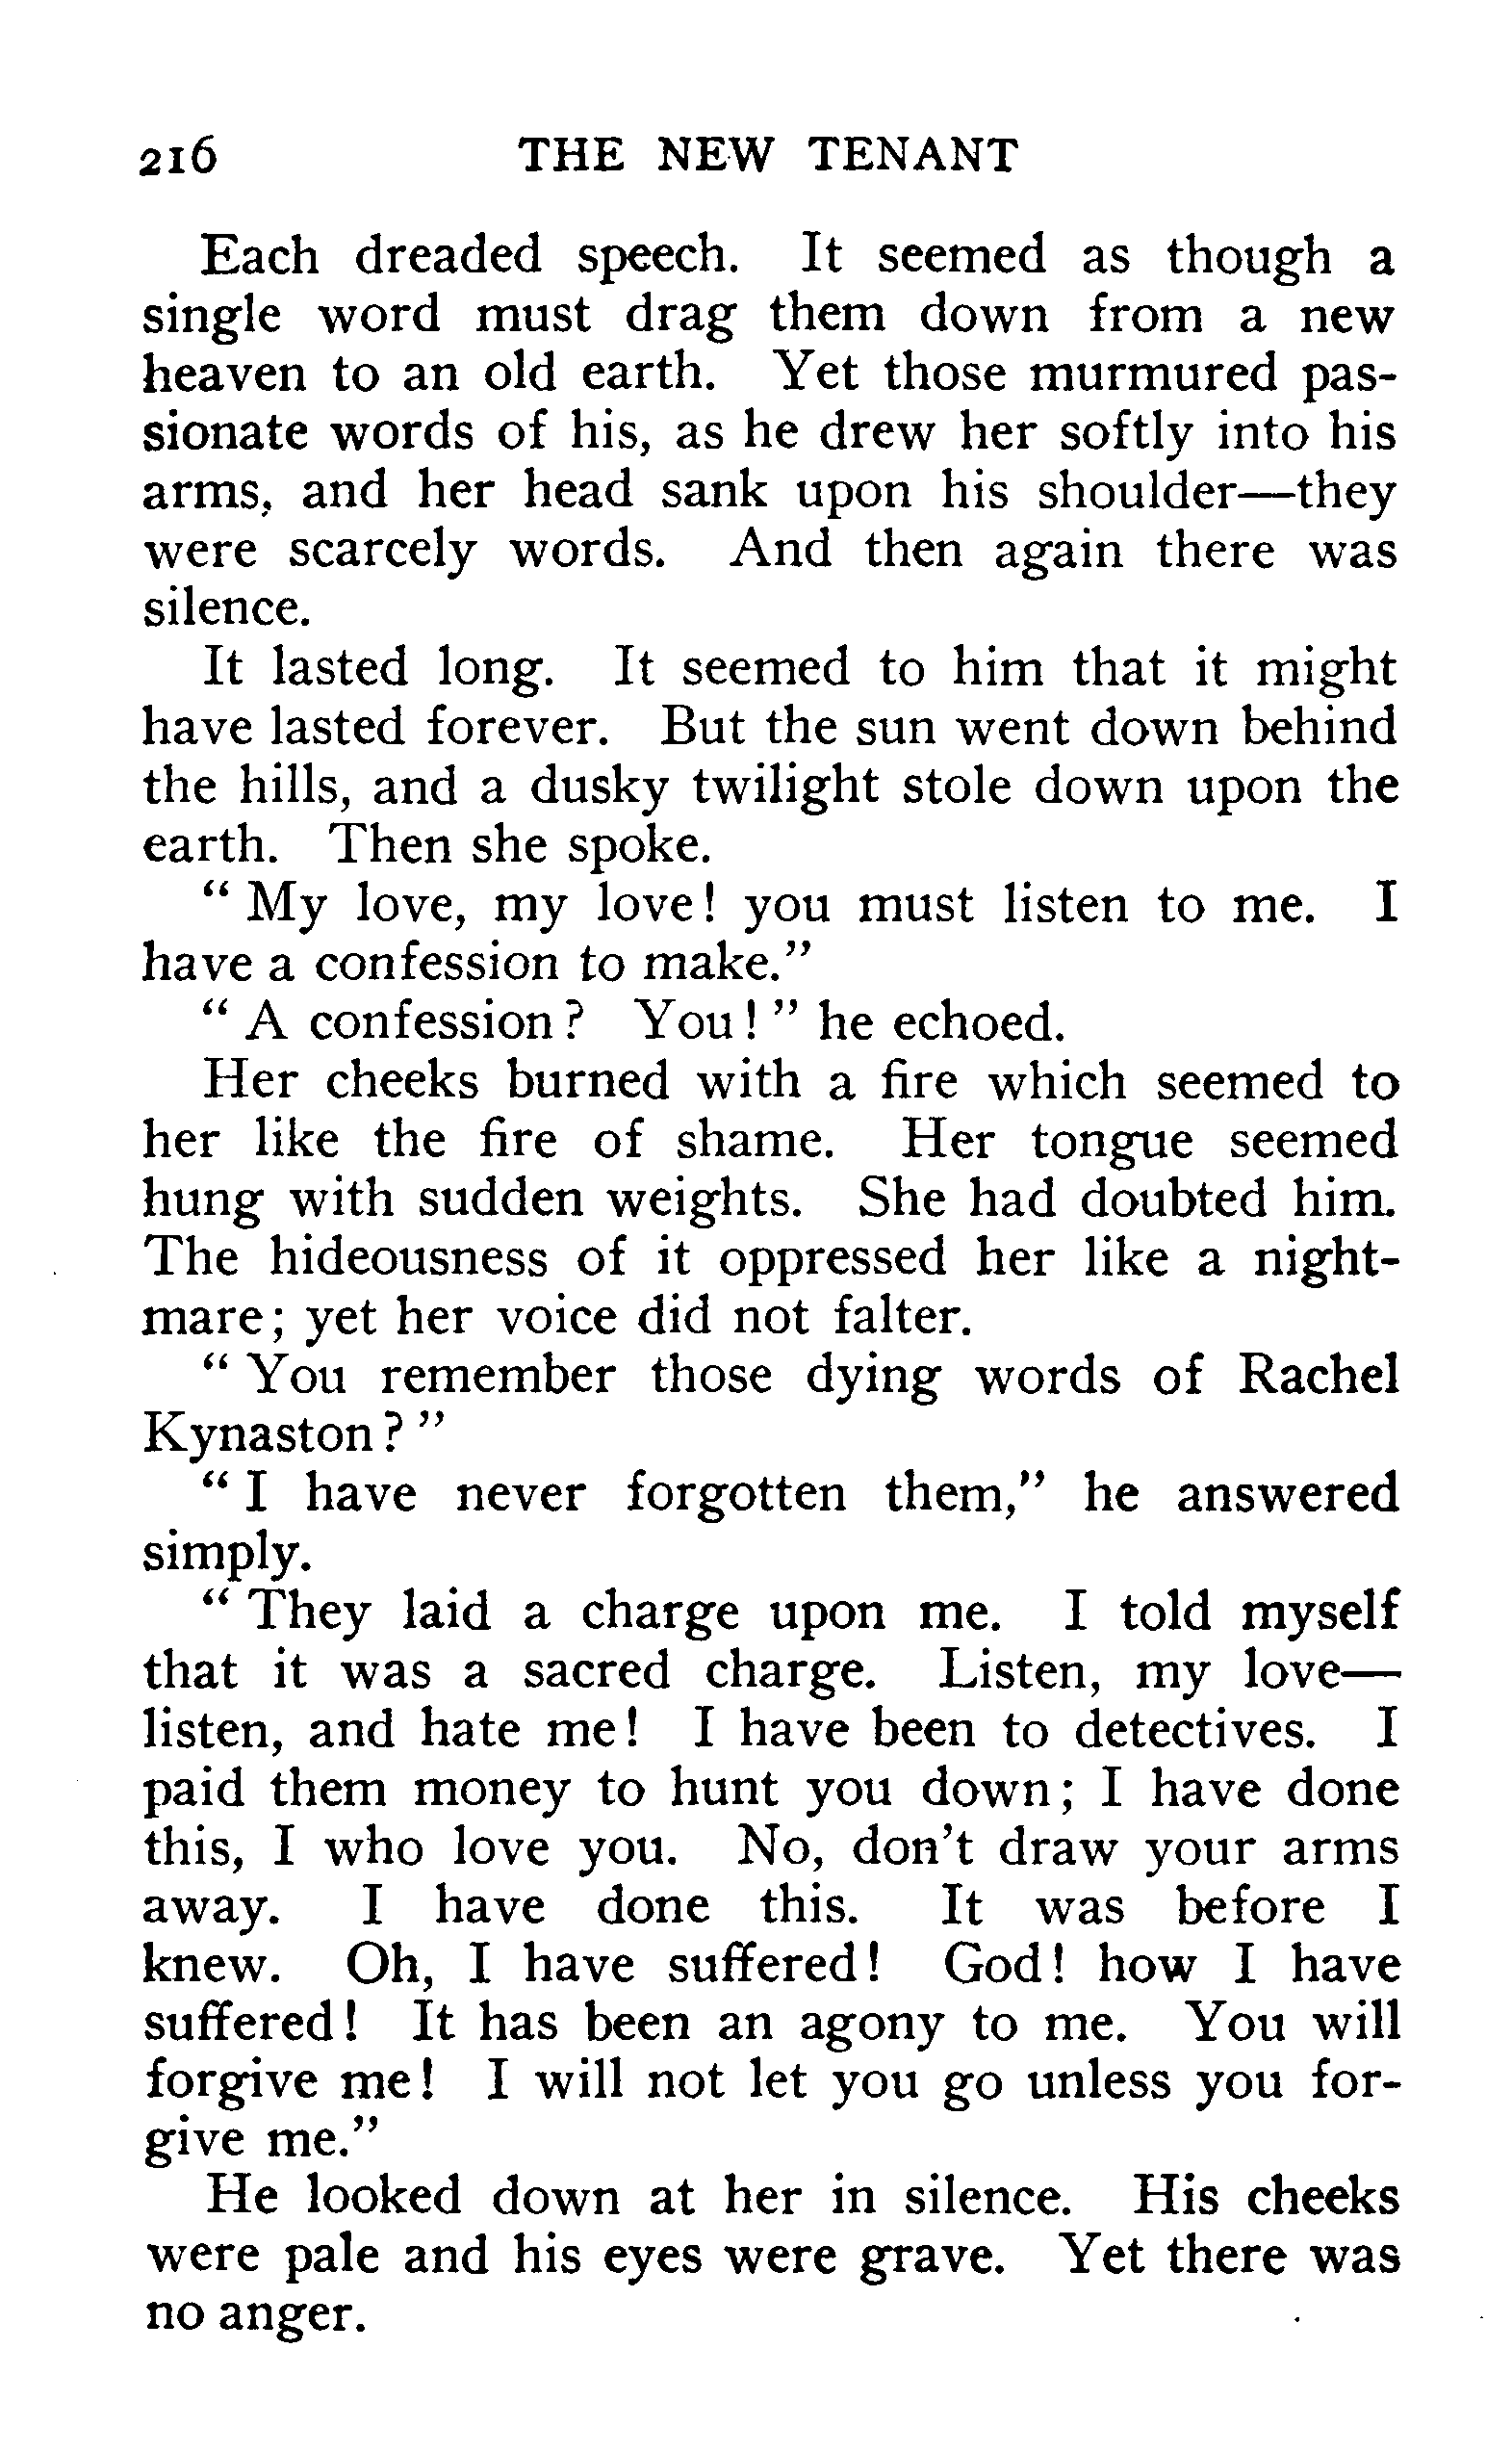 216 THE NEW TENANT
Each dreaded speech. It seemed as though a
single word must drag them down from a new
heaven to an old earth. Yet those murmured pas-
sionate words of his, as he drew her softly into his
arms, and her head sank upon his shoulder—they
were scarcely words. And then again there was
silence.
It lasted long. It seemed to him that it might
have lasted forever. But the sun went down behind
the hills, and a dusky twilight stole down upon the
earth. Then she spoke.
“ My love, my love! you must listen to me. I
have a confession to make.”
“ A confession ? You ! ” he echoed.
Her cheeks burned with a fire which seemed to
her like the fire of shame. Her tongue seemed
hung with sudden weights. She had doubted him.
The hideousness of it oppressed her like a night-
mare; yet her voice did not falter.
“ You remember those dying words of Rachel
Kynaston ? ”
“ I have never forgotten them,” he answered
simply.
“ They laid a charge upon me. I told myself
that it was a sacred charge. Listen, my love—
listen, and hate me! I have been to detectives. I
paid them money to hunt you down; I have done
this, I who love you. No, don’t draw your arms
away. I have done this. It was before I
knew. Oh, I have suffered! God! how I have
suffered! It has been an agony to me. You will
forgive me! I will not let you go unless you for-
give me.”
He looked down at her in silence. His cheeks
were pale and his eyes were grave. Yet there was
no anger.